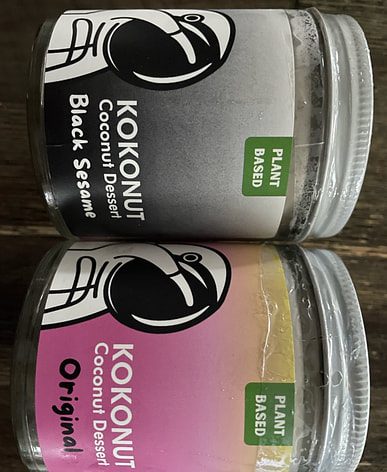 KOKONUT
Coconut Dessert
Black Sesame
PLANT
BASED
KOKONUT
Coconut Dessert
Original
PLANT
BASED